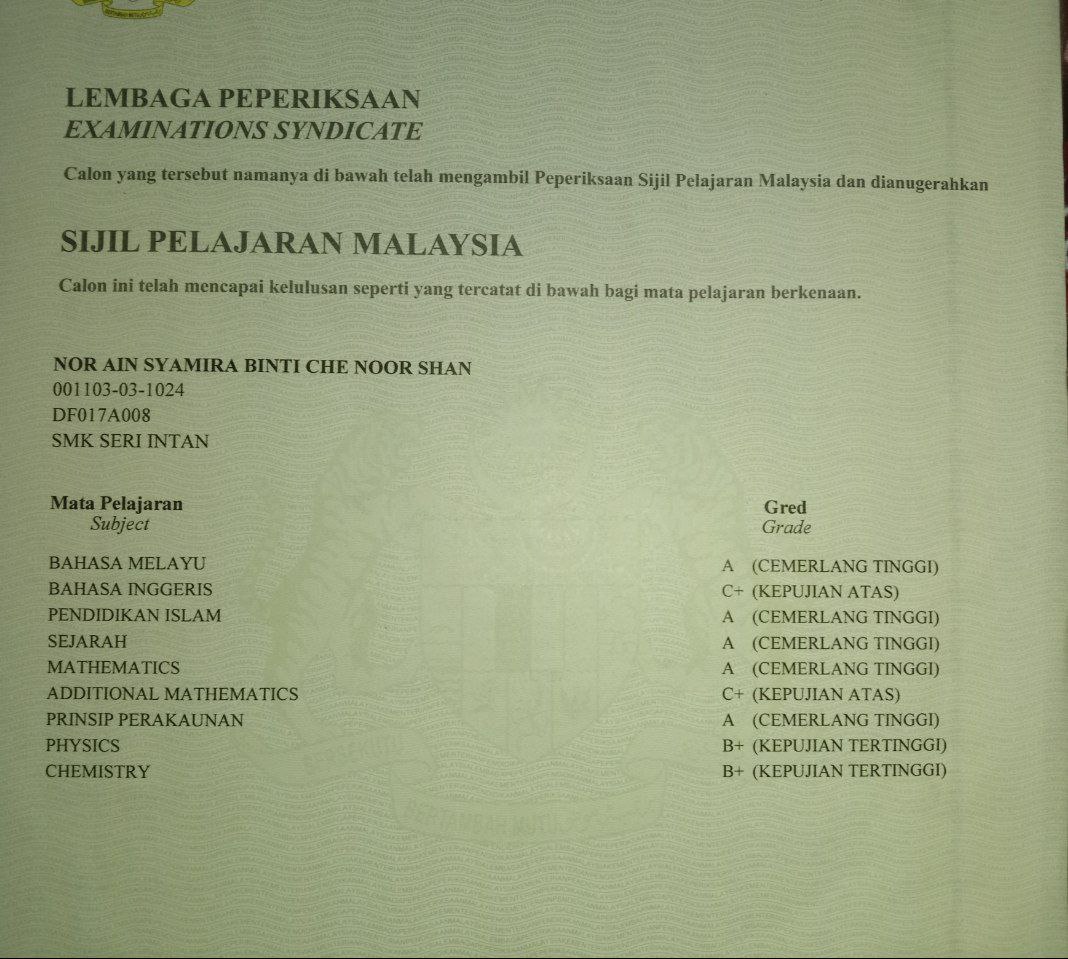 LEMBAGA PEPERIKSAAN
EXAMINATIONS SYNDICATE
Calon yang tersebut namanya di bawah telah mengambil Peperiksaan Sijil Pelajaran Malaysia dan dianugerahkan
SIJIL PELAJARAN MALAYSIA
Calon ini telah mencapai kelulusan seperti yang tercatat di bawah bagi mata pelajaran berkenaan.
NOR AIN SYAMIRA BINTI CHE NOOR SHAN
001103-03-1024
DF017A008
SMK SERI INTAN
Mata Pelajaran Gred
Subject Grade
BAHASA MELAYU A (CEMERLANG TINGGI)
BAHASA INGGERIS C+ (KEPUJIAN ATAS)
PENDIDIKAN ISLAM A (CEMERLANG TINGGI)
SEJARAH A (CEMERLANG TINGGI)
MATHEMATICS A (CEMERLANG TINGGI)
ADDITIONAL MATHEMATICS C+ (KEPUJIAN ATAS)
PRINSIP PERAKAUNAN A (CEMERLANG TINGGI)
PHYSICS B+ (KEPUJIAN TERTINGGI)
CHEMISTRY B+ (KEPUJIAN TERTINGGI)
BERTAMBAH MUTU